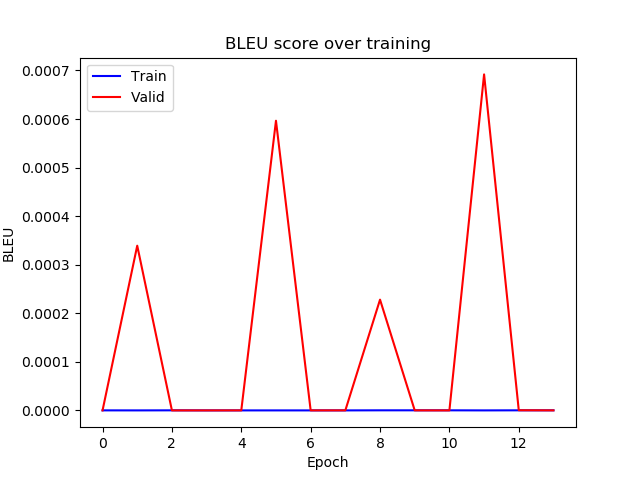 BLEU score over training
Train
Valid
BLEU
0.0007
0.0006
0.0005
0.0004
0.0003
0.0002
0.0001
0.0000
0 2 4 6 8 10 12
Epoch